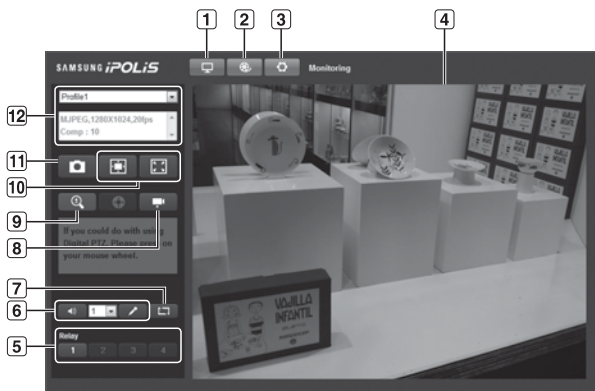 1
2
3
4
SAMSUNG iPOLiS
Monitoring
Profile1
12
MJPEG,1280X1024,20fps
Comp : 10
11
10
9
8
If you could do with using
Digital PTZ. Please press on
your mouse wheel.
7
6
1
5
Relay
1 2 3 4
VAJILLA
INFANTIL